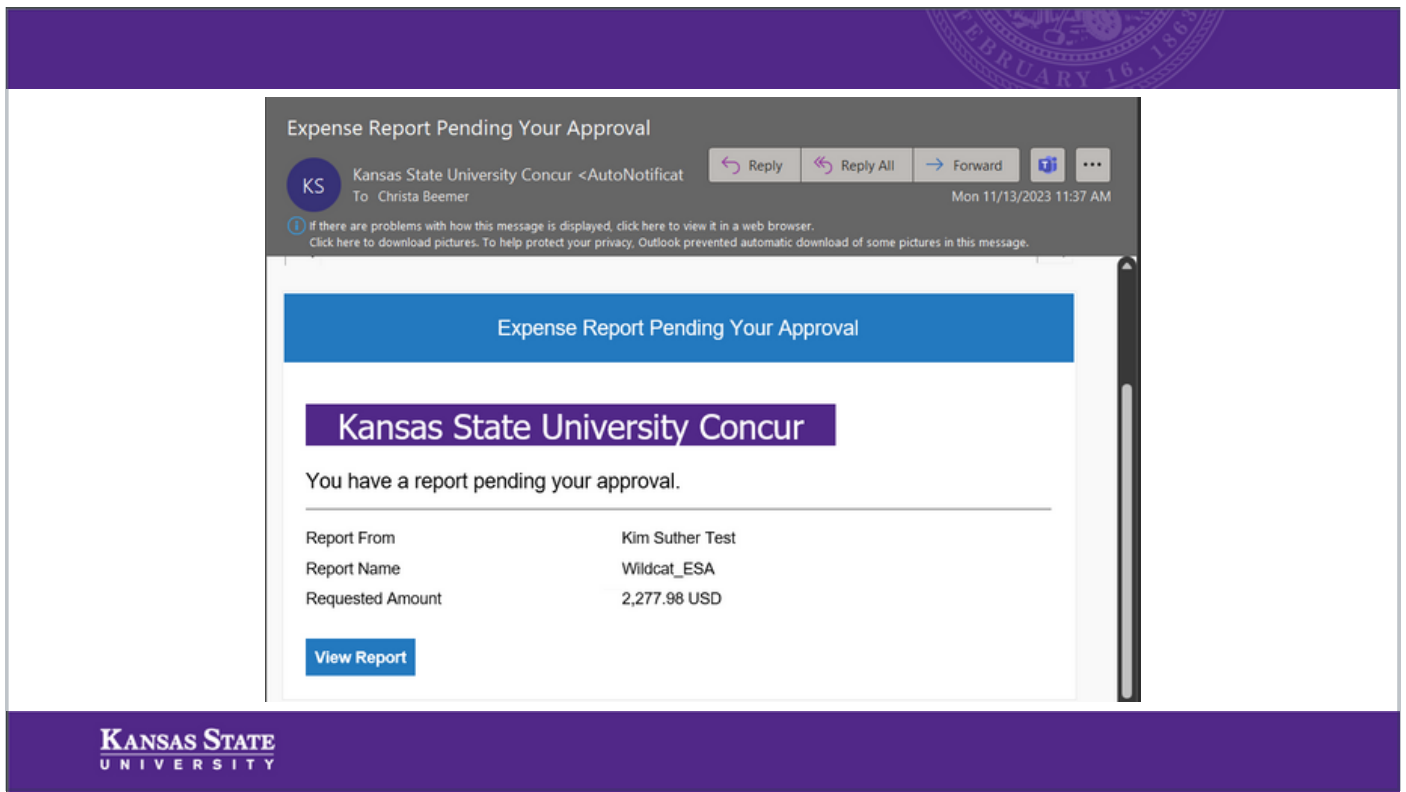 FEBRUARY 16, 1863
Expense Report Pending Your Approval
KS
Kansas State University Concur <AutoNotificat
Reply
Reply All
Forward
To Christa Beemer
Mon 11/13/2023 11:37 AM
If there are problems with how this message is displayed, click here to view it in a web browser.
Click here to download pictures. To help protect your privacy, Outlook prevented automatic download of some pictures in this message.
Expense Report Pending Your Approval
Kansas State University Concur
You have a report pending your approval.
Report From Kim Suther Test
Report Name Wildcat_ESA
Requested Amount 2,277.98 USD
View Report
KANSAS STATE
UNIVERSITY